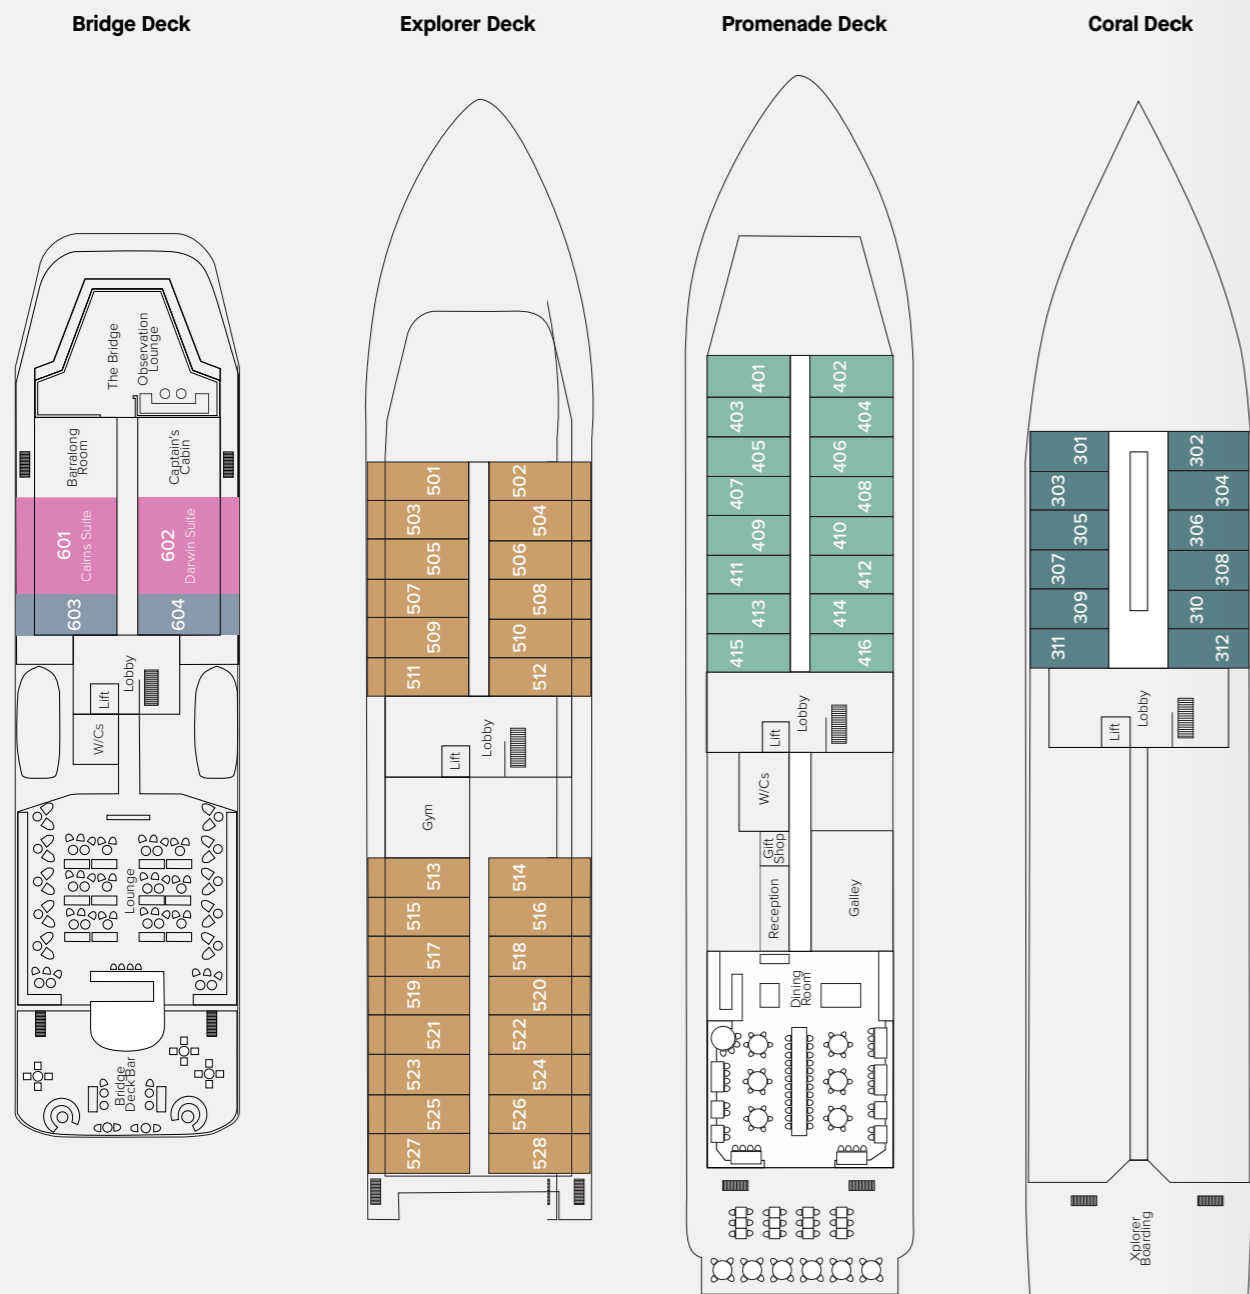 Bridge Deck
Explorer Deck
Promenade Deck
Coral Deck
The Bridge
Observation
Lounge
Barralong
Room
Captain's
Cabin
601
Cairns Suite
602
Darwin Suite
603
604
Lobby
Lift
W/Cs
Lounge
Bridge
Deck Bar
501
502
503
504
505
506
507
508
509
510
511
512
Lobby
Lift
Gym
513
514
515
516
517
518
519
520
521
522
523
524
525
526
527
528
401
402
403
404
405
406
407
408
409
410
411
412
413
414
415
416
Lobby
Lift
W/Cs
Gift
Shop
Reception
Galley
Dining
Room
301
302
303
304
305
306
307
308
309
310
311
312
Lobby
Lift
Xplorer
Boarding